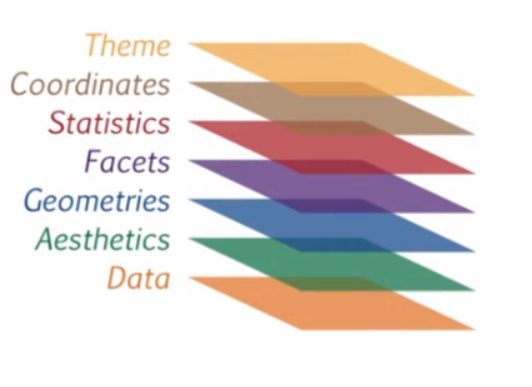 Theme
Coordinates
Statistics
Facets
Geometries
Aesthetics
Data